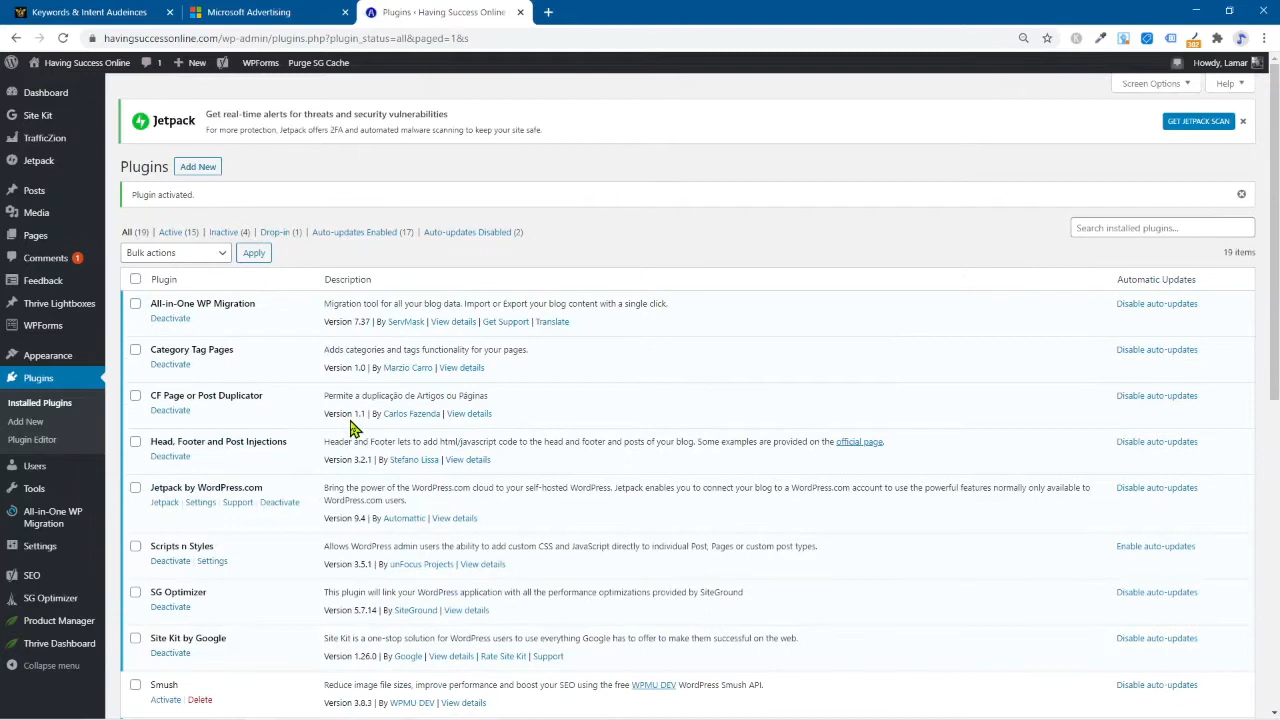 Keywords & Intent Audeinces
Microsoft Advertising
Plugins ‹ Having Success Online
havingsuccessonline.com/wp-admin/plugins.php?plugin_status=all&paged=1&s
302
Having Success Online
1
New
WPForms
Purge SG Cache
Howdy, Lamar
Dashboard
Site Kit
TrafficZion
Jetpack
Posts
Media
Pages
Comments 1
Feedback
Thrive Lightboxes
WPForms
Appearance
Plugins
Installed Plugins
Add New
Plugin Editor
Users
Tools
All-in-One WP
Migration
Settings
SEO
SG Optimizer
Product Manager
Thrive Dashboard
Collapse menu
Screen Options
Help
Jetpack
Get real-time alerts for threats and security vulnerabilities
For more protection, Jetpack offers 2FA and automated malware scanning to keep your site safe.
GET JETPACK SCAN
Plugins Add New
Plugin activated.
All (19) | Active (15) | Inactive (4) | Drop-in (1) | Auto-updates Enabled (17) | Auto-updates Disabled (2)
Search installed plugins...
Bulk actions Apply
19 items
Plugin Description Automatic Updates
All-in-One WP Migration
Deactivate
Migration tool for all your blog data. Import or Export your blog content with a single click.
Version 7.37 | By ServMask | View details | Get Support | Translate
Disable auto-updates
Category Tag Pages
Deactivate
Adds categories and tags functionality for your pages.
Version 1.0 | By Marzio Carro | View details
Disable auto-updates
CF Page or Post Duplicator
Deactivate
Permite a duplicação de Artigos ou Páginas
Version 1.1 | By Carlos Fazenda | View details
Disable auto-updates
Head, Footer and Post Injections
Deactivate
Header and Footer lets to add html/javascript code to the head and footer and posts of your blog. Some examples are provided on the official page.
Version 3.2.1 | By Stefano Lissa | View details
Disable auto-updates
Jetpack by WordPress.com
Jetpack | Settings | Support | Deactivate
Bring the power of the WordPress.com cloud to your self-hosted WordPress. Jetpack enables you to connect your blog to a WordPress.com account to use the powerful features normally only available to
WordPress.com users.
Version 9.4 | By Automattic | View details
Disable auto-updates
Scripts n Styles
Deactivate | Settings
Allows WordPress admin users the ability to add custom CSS and JavaScript directly to individual Post, Pages or custom post types.
Version 3.5.1 | By unFocus Projects | View details
Enable auto-updates
SG Optimizer
Deactivate
This plugin will link your WordPress application with all the performance optimizations provided by SiteGround
Version 5.7.14 | By SiteGround | View details
Disable auto-updates
Site Kit by Google
Deactivate
Site Kit is a one-stop solution for WordPress users to use everything Google has to offer to make them successful on the web.
Version 1.26.0 | By Google | View details | Rate Site Kit | Support
Disable auto-updates
Smush
Activate | Delete
Reduce image file sizes, improve performance and boost your SEO using the free WPMU DEV WordPress Smush API.
Version 3.8.3 | By WPMU DEV | View details
Disable auto-updates